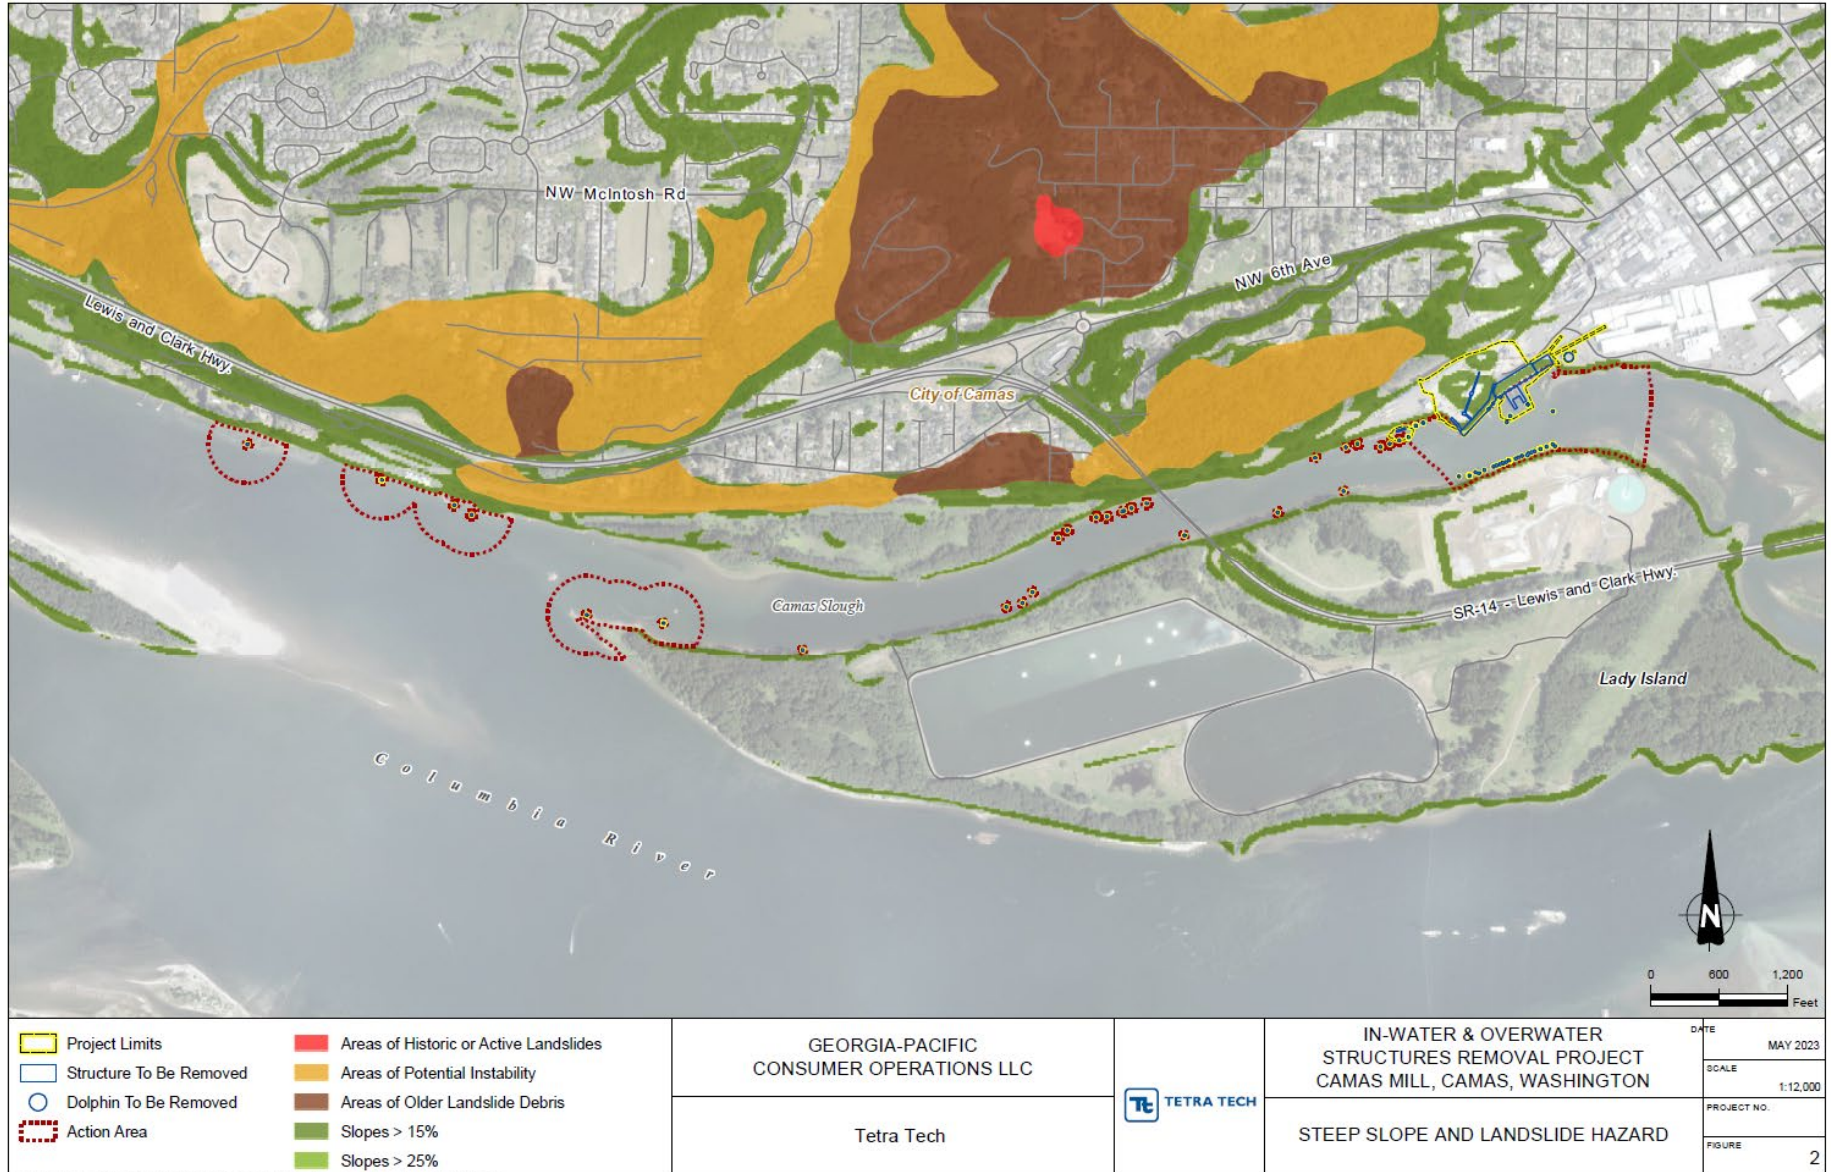 NW McIntosh Rd
NW 6th Ave
Lewis and Clark Hwy.
City of Camas
Camas Slough
SR-14 - Lewis and Clark Hwy.
Lady Island
Columbia River
N
0 600 1,200
Feet
Project Limits
Structure To Be Removed
Dolphin To Be Removed
Action Area
Areas of Historic or Active Landslides
Areas of Potential Instability
Areas of Older Landslide Debris
Slopes > 15%
Slopes > 25%
GEORGIA-PACIFIC
CONSUMER OPERATIONS LLC
Tetra Tech
Tt TETRA TECH
IN-WATER & OVERWATER
STRUCTURES REMOVAL PROJECT
CAMAS MILL, CAMAS, WASHINGTON
STEEP SLOPE AND LANDSLIDE HAZARD
DATE
MAY 2023
SCALE
1:12,000
PROJECT NO.
FIGURE
2